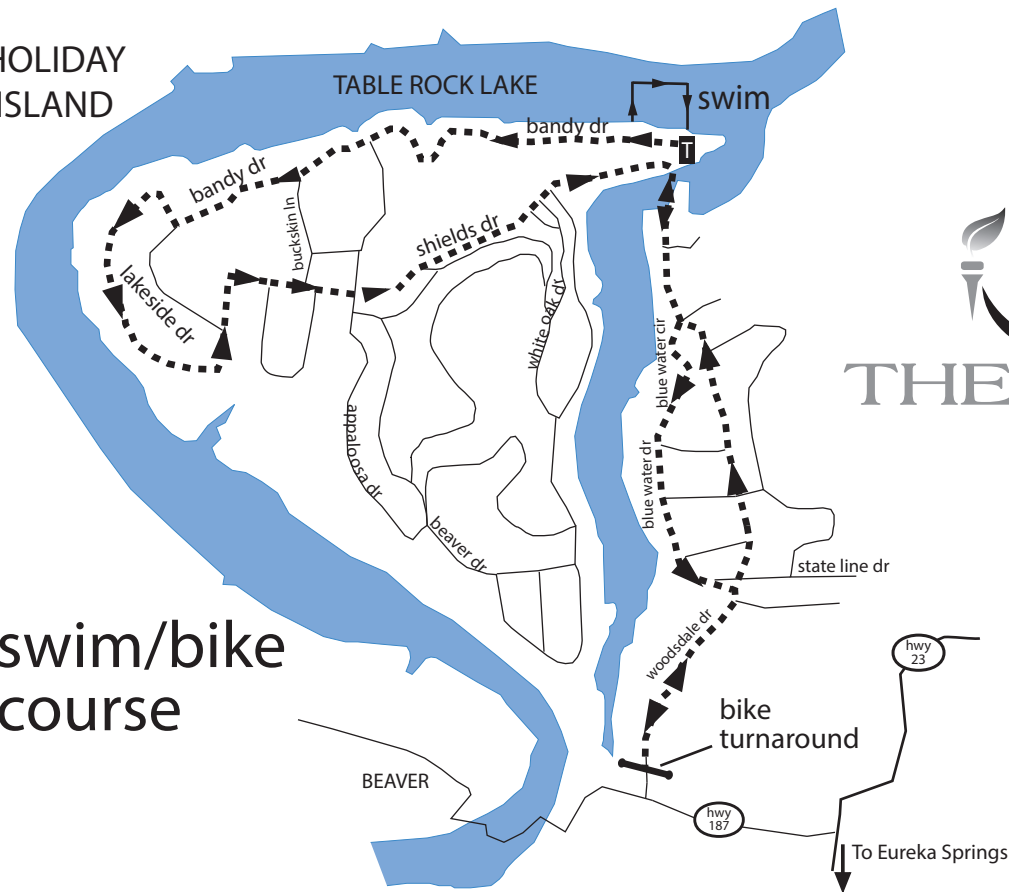 HOLIDAY
ISLAND
TABLE ROCK LAKE
swim
bandy dr
T
bandy dr
buckskin ln
shields dr
lakeside dr
white oak dr
blue water cir
THE
appaloosa dr
blue water dr
beaver dr
state line dr
woodsdale dr
swim/bike
course
hwy
23
bike
turnaround
BEAVER
hwy
187
To Eureka Springs